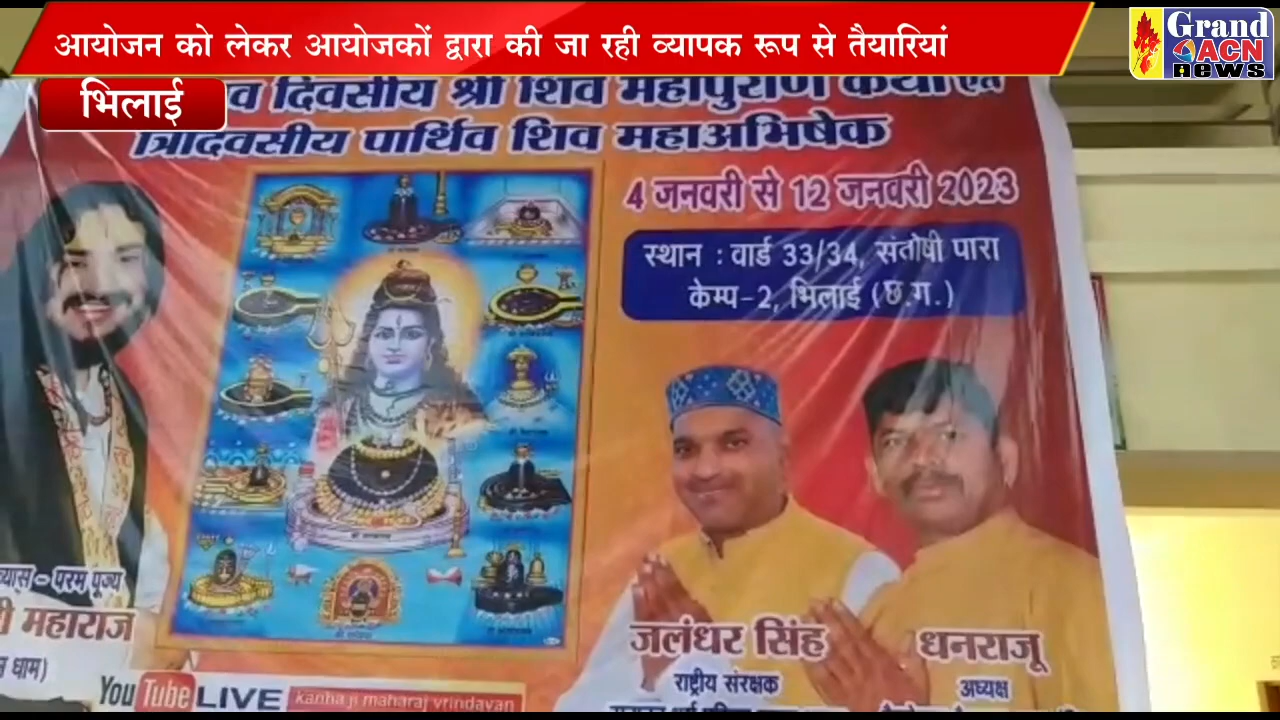 आयोजन को लेकर आयोजकों द्वारा की जा रही व्यापक रूप से तैयारियां
Grand
ACN
news
भिलाई
व दिवसीय श्री शिव महापुराण कथा एवं
त्रिदिवसीय पार्थिव शिव महाअभिषेक
4 जनवरी से 12 जनवरी 2023
स्थान : वार्ड 33/34, संतोषी पारा
केम्प-2, भिलाई (छ.ग.)
व्यास - परम पूज्य
जी महाराज
धाम)
YouTube LIVE kanha ji maharaj vrindavan
जलंधर सिंह
राष्ट्रीय संरक्षक
धनराजू
अध्यक्ष